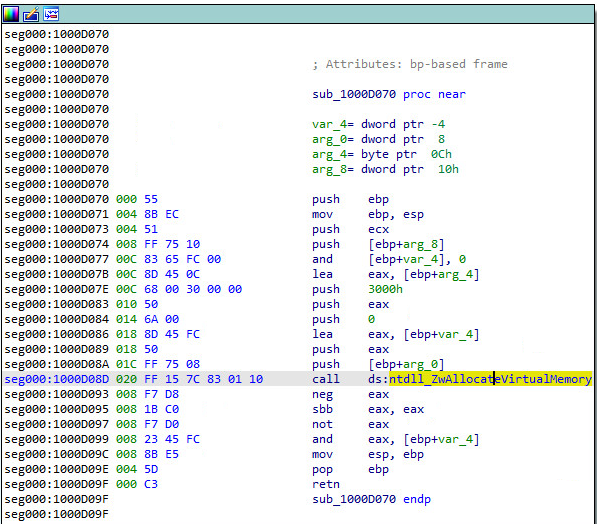 seg000:1000D070
seg000:1000D070
seg000:1000D070 ; Attributes: bp-based frame
seg000:1000D070
seg000:1000D070 sub_1000D070 proc near
seg000:1000D070
seg000:1000D070 var_4= dword ptr -4
seg000:1000D070 arg_0= dword ptr 8
seg000:1000D070 arg_4= byte ptr 0Ch
seg000:1000D070 arg_8= dword ptr 10h
seg000:1000D070
seg000:1000D070 000 55 push ebp
seg000:1000D071 004 8B EC mov ebp, esp
seg000:1000D073 004 51 push ecx
seg000:1000D074 008 FF 75 10 push [ebp+arg_8]
seg000:1000D077 00C 83 65 FC 00 and [ebp+var_4], 0
seg000:1000D07B 00C 8D 45 0C lea eax, [ebp+arg_4]
seg000:1000D07E 00C 68 00 30 00 00 push 3000h
seg000:1000D083 010 50 push eax
seg000:1000D084 014 6A 00 push 0
seg000:1000D086 018 8D 45 FC lea eax, [ebp+var_4]
seg000:1000D089 018 50 push eax
seg000:1000D08A 01C FF 75 08 push [ebp+arg_0]
seg000:1000D08D 020 FF 15 7C 83 01 10 call ds:ntdll_ZwAllocateVirtualMemory
seg000:1000D093 008 F7 D8 neg eax
seg000:1000D095 008 1B C0 sbb eax, eax
seg000:1000D097 008 F7 D0 not eax
seg000:1000D099 008 23 45 FC and eax, [ebp+var_4]
seg000:1000D09C 008 8B E5 mov esp, ebp
seg000:1000D09E 004 5D pop ebp
seg000:1000D09F 000 C3 retn
seg000:1000D09F sub_1000D070 endp
seg000:1000D09F